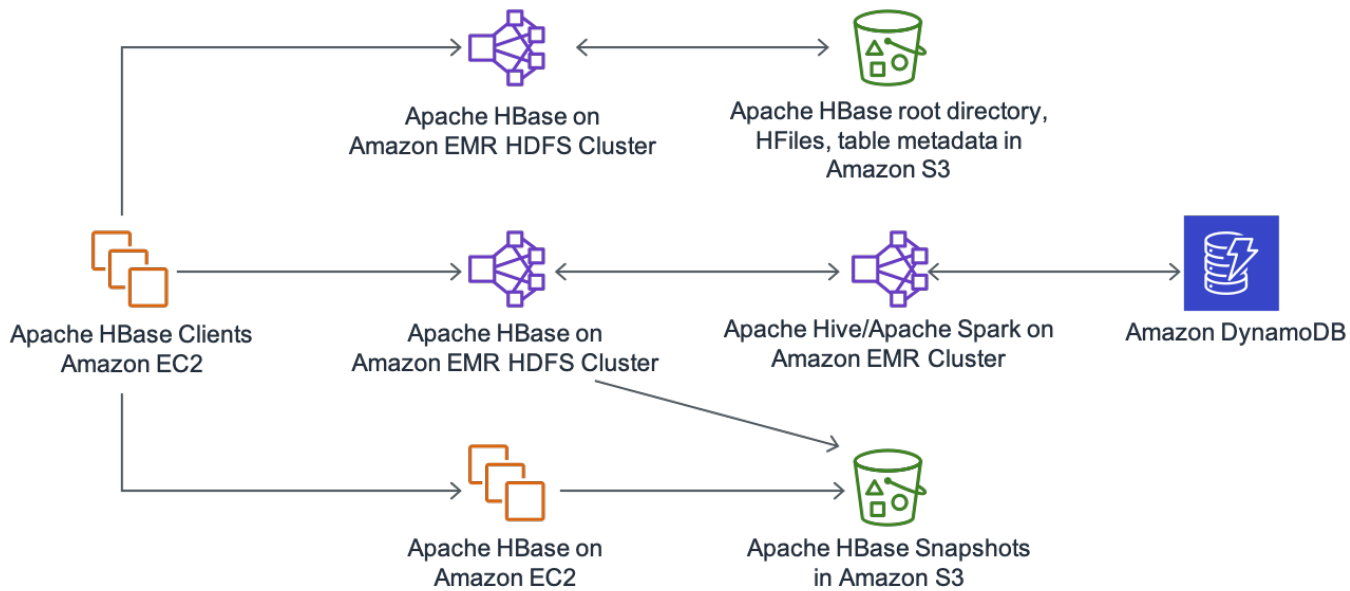 Apache HBase on
Amazon EMR HDFS Cluster
Apache HBase root directory,
HFiles, table metadata in
Amazon S3
Apache HBase Clients
Amazon EC2
Apache HBase on
Amazon EMR HDFS Cluster
Apache Hive/Apache Spark on
Amazon EMR Cluster
Amazon DynamoDB
Apache HBase on
Amazon EC2
Apache HBase Snapshots
in Amazon S3